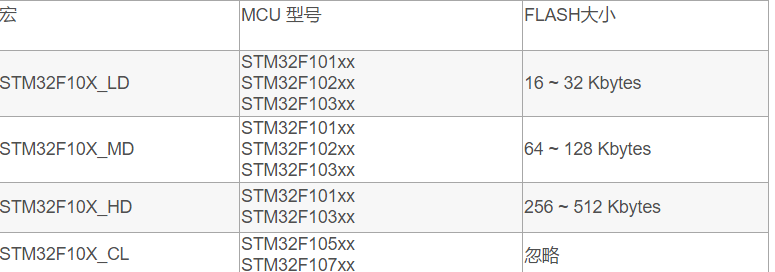 宏
MCU 型号
FLASH大小
STM32F10X_LD
STM32F101xx
STM32F102xx
STM32F103xx
16 ~ 32 Kbytes
STM32F10X_MD
STM32F101xx
STM32F102xx
STM32F103xx
64 ~ 128 Kbytes
STM32F10X_HD
STM32F101xx
STM32F103xx
256 ~ 512 Kbytes
STM32F10X_CL
STM32F105xx
STM32F107xx
忽略